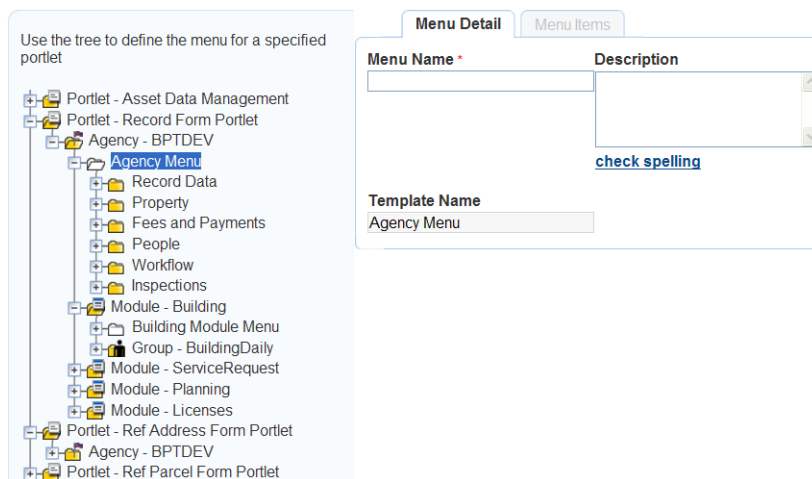 Use the tree to define the menu for a specified
portlet
Portlet - Asset Data Management
Portlet - Record Form Portlet
Agency - BPTDEV
Agency Menu
Record Data
Property
Fees and Payments
People
Workflow
Inspections
Module - Building
Building Module Menu
Group - BuildingDaily
Module - ServiceRequest
Module - Planning
Module - Licenses
Portlet - Ref Address Form Portlet
Agency - BPTDEV
Portlet - Ref Parcel Form Portlet
Menu Detail Menu Items
Menu Name * Description
check spelling
Template Name
Agency Menu